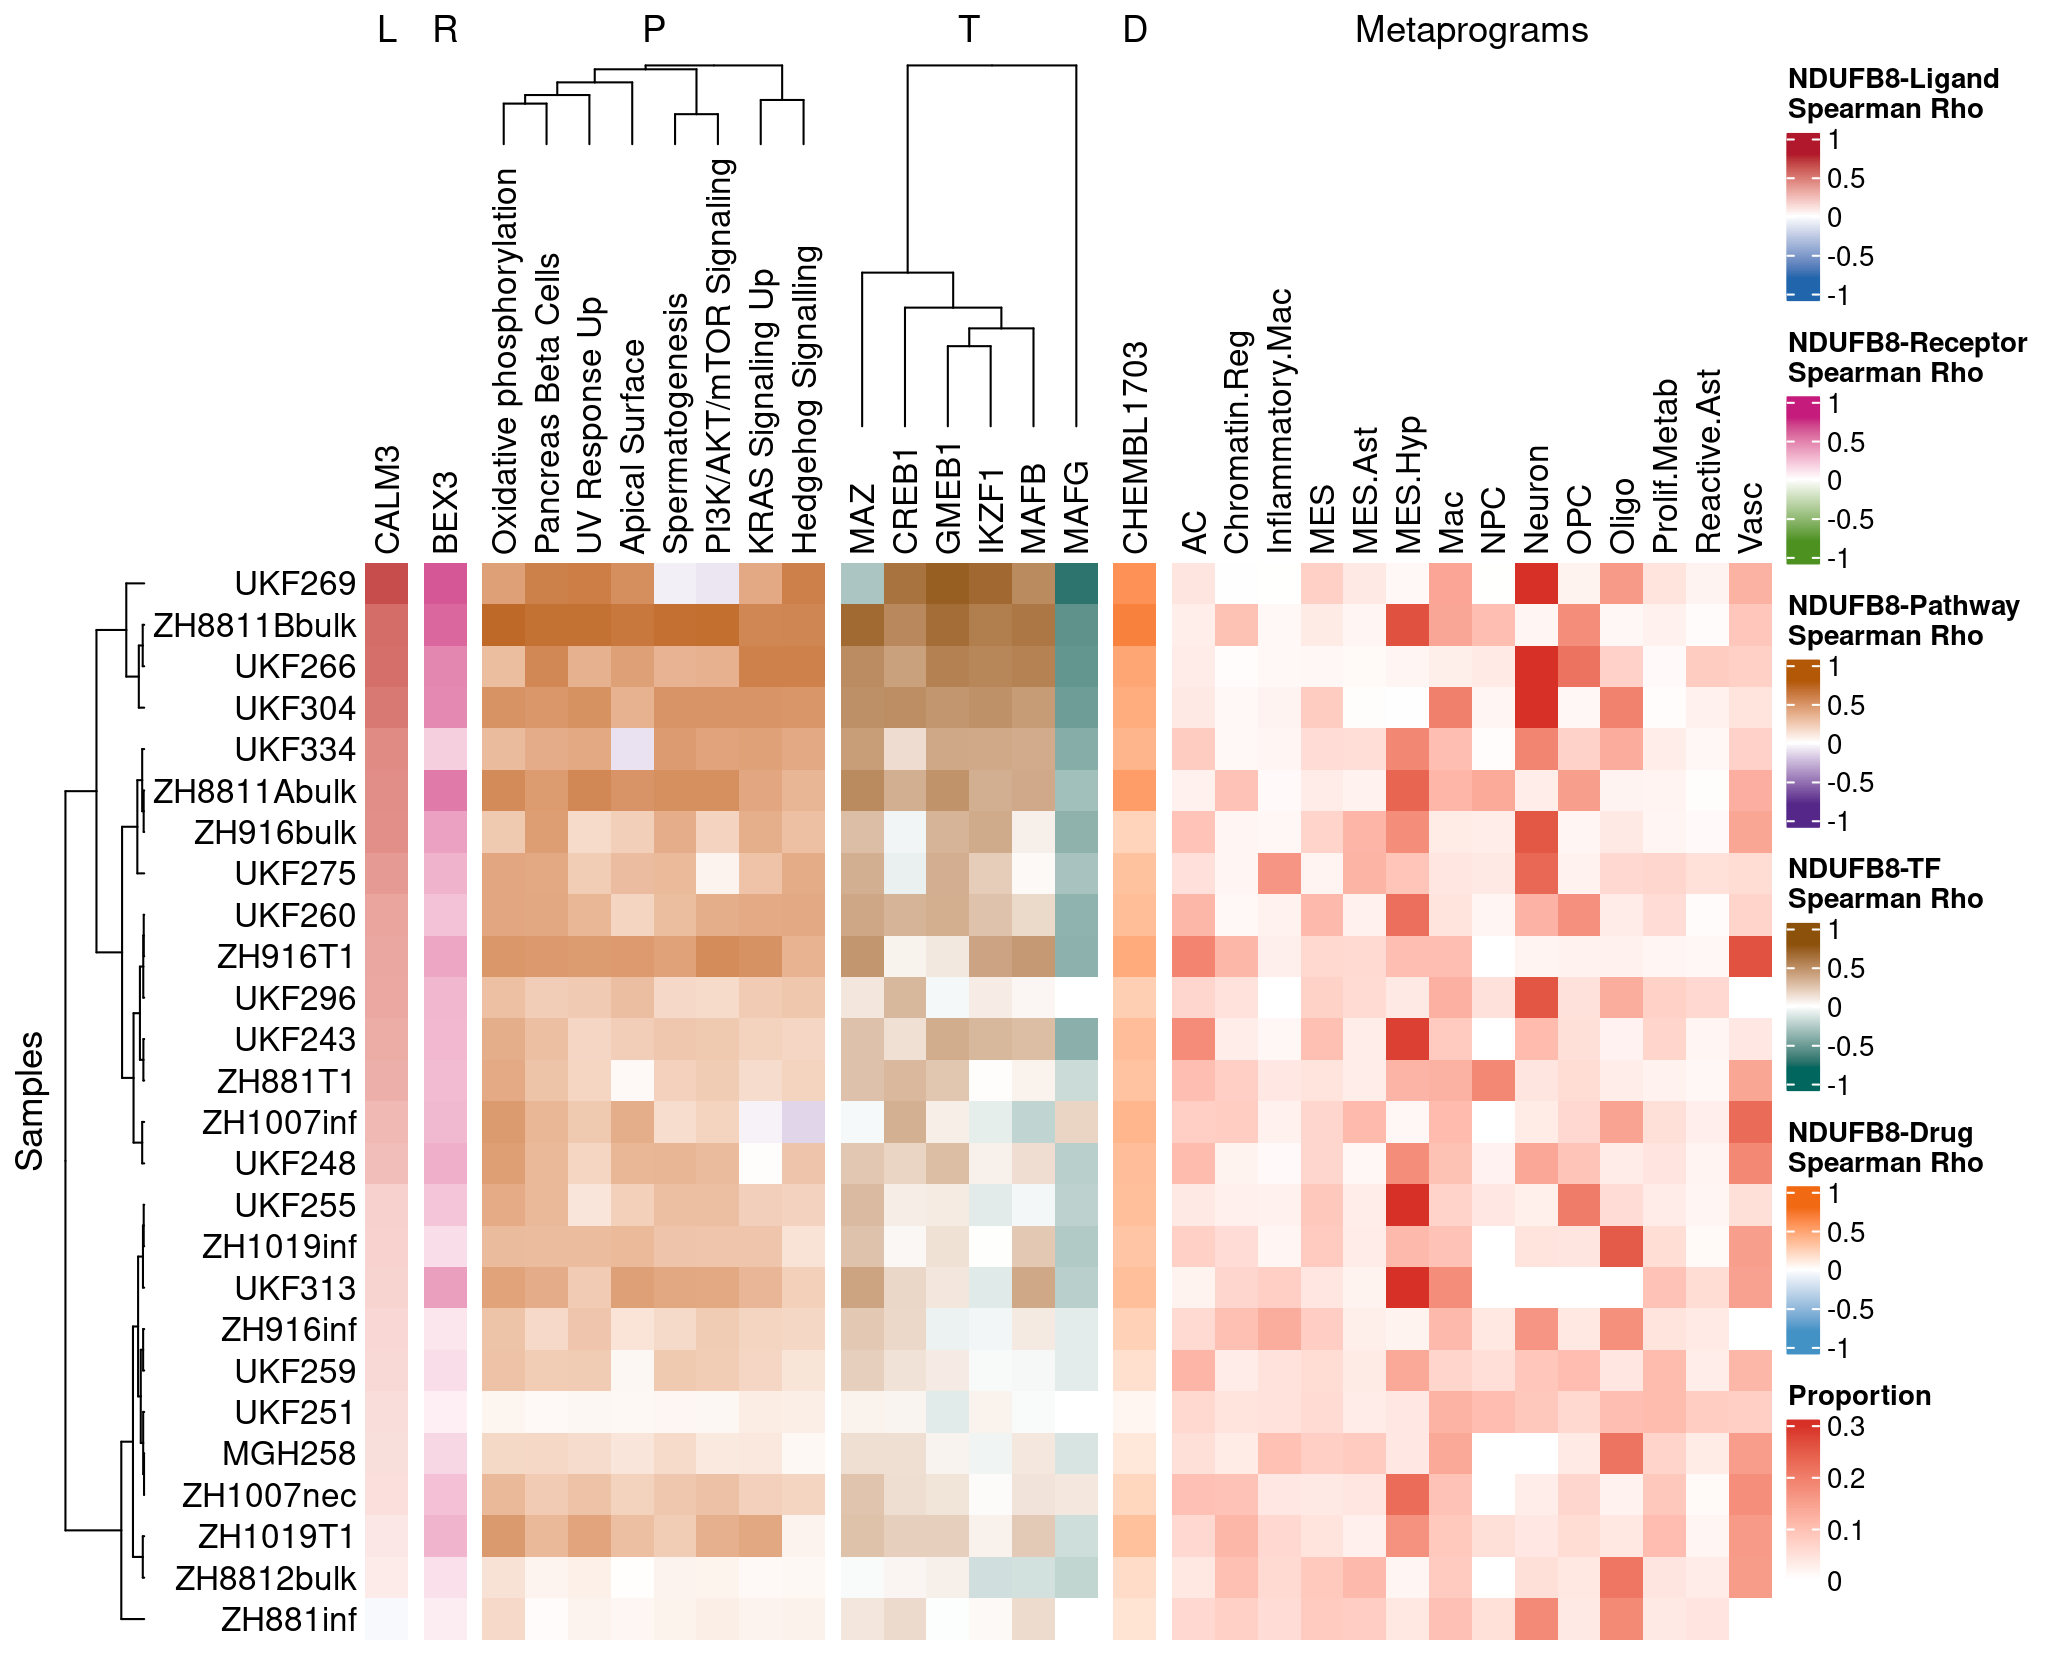 L R P T D Metaprograms
Oxidative phosphorylation
Pancreas Beta Cells
UV Response Up
Apical Surface
Spermatogenesis
PI3K/AKT/mTOR Signaling
KRAS Signaling Up
Hedgehog Signalling
CALM3
BEX3
MAZ
CREB1
GMEB1
IKZF1
MAFB
MAFG
CHEMBL1703
AC
Chromatin.Reg
Inflammatory.Mac
MES
MES.Ast
MES.Hyp
Mac
NPC
Neuron
OPC
Oligo
Prolif.Metab
Reactive.Ast
Vasc
Samples
UKF269
ZH8811Bbulk
UKF266
UKF304
UKF334
ZH8811Abulk
ZH916bulk
UKF275
UKF260
ZH916T1
UKF296
UKF243
ZH881T1
ZH1007inf
UKF248
UKF255
ZH1019inf
UKF313
ZH916inf
UKF259
UKF251
MGH258
ZH1007nec
ZH1019T1
ZH8812bulk
ZH881inf
NDUFB8-Ligand
Spearman Rho
1
0.5
0
-0.5
-1
NDUFB8-Receptor
Spearman Rho
1
0.5
0
-0.5
-1
NDUFB8-Pathway
Spearman Rho
1
0.5
0
-0.5
-1
NDUFB8-TF
Spearman Rho
1
0.5
0
-0.5
-1
NDUFB8-Drug
Spearman Rho
1
0.5
0
-0.5
-1
Proportion
0.3
0.2
0.1
0